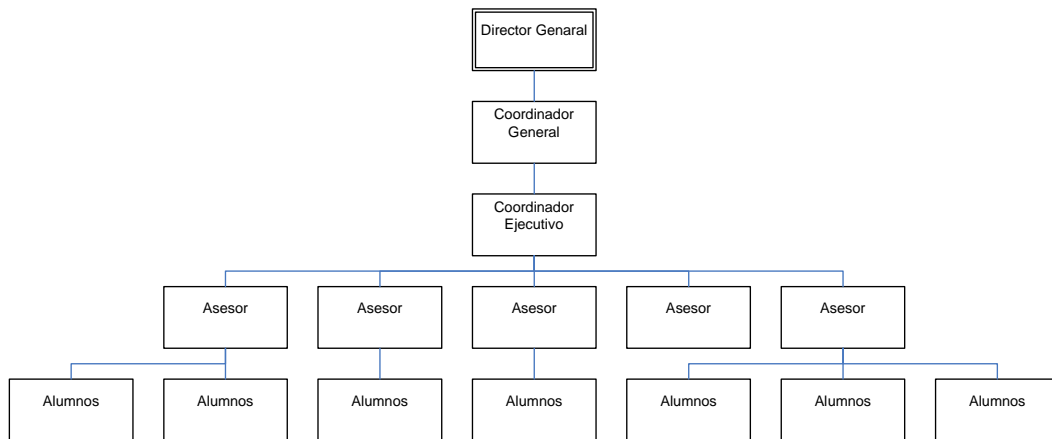 Director Genaral
Coordinador
General
Coordinador
Ejecutivo
Asesor
Asesor
Asesor
Asesor
Asesor
Alumnos
Alumnos
Alumnos
Alumnos
Alumnos
Alumnos
Alumnos